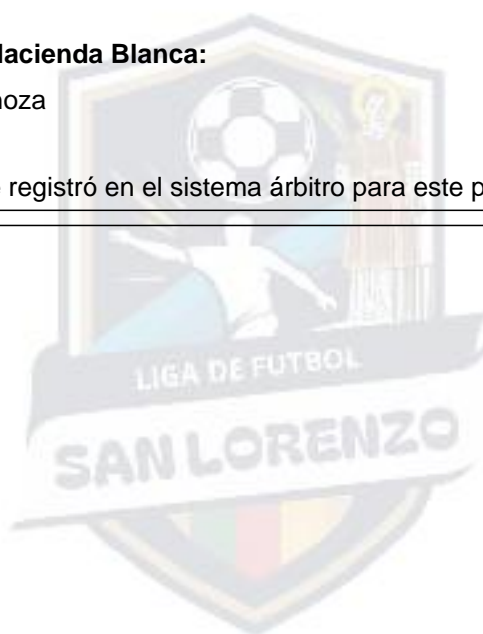 Hacienda Blanca:
noza
registró en el sistema árbitro para este p
LIGA DE FUTBOL
SAN LORENZO